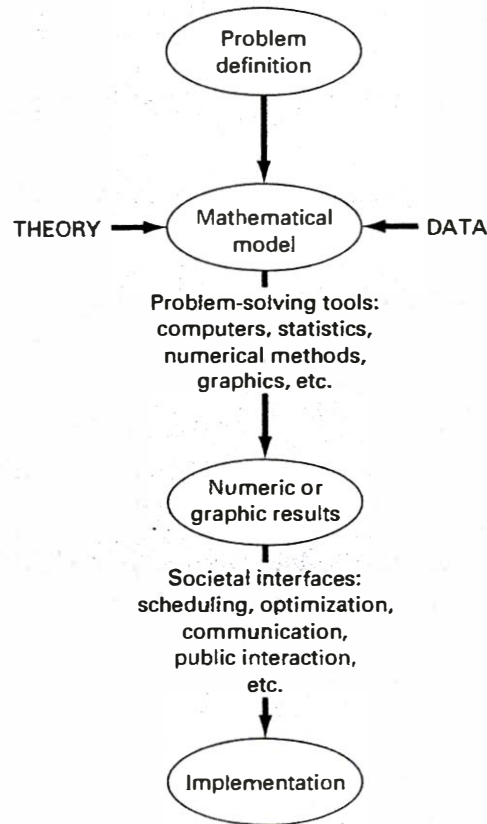 Problem
definition
THEORY
Mathematical
model
DATA
Problem-solving tools:
computers, statistics,
numerical methods,
graphics, etc.
Numeric or
graphic results
Societal interfaces:
scheduling, optimization,
communication,
public interaction,
etc.
Implementation